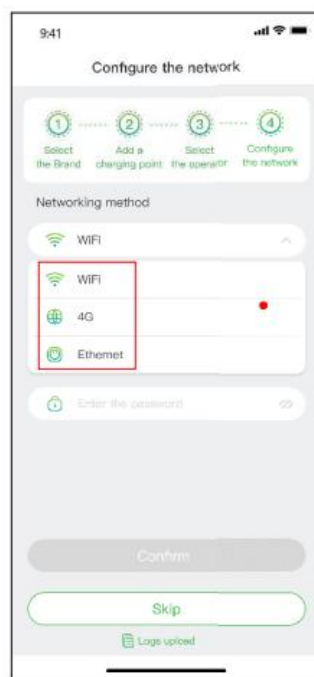 9:41
Configure the network
1 2 3 4
Select Add a Select Configure
the Brand charging point the operator the network
Networking method
WiFi
WiFi
4G
Ethernet
Enter the password
Confirm
Skip
Logs upload